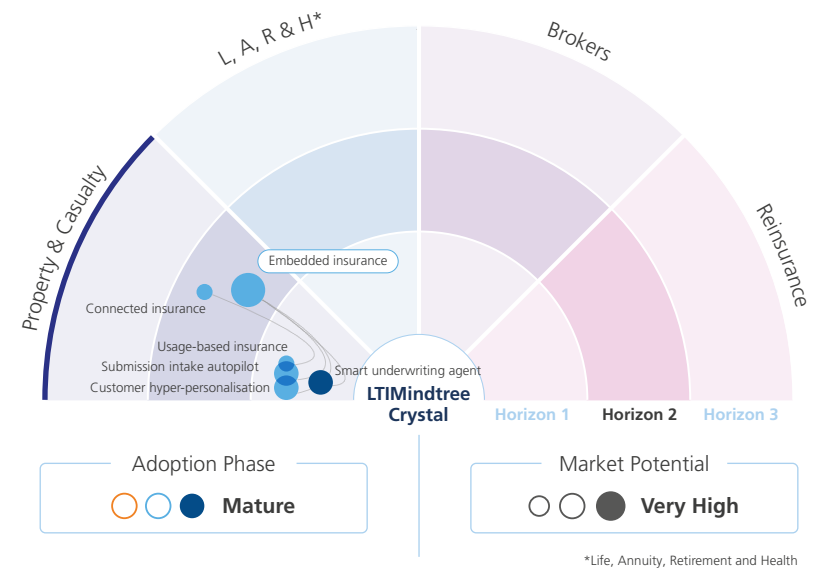 L, A, R & H*
Brokers
Property & Casualty
Reinsurance
Embedded insurance
Connected insurance
Usage-based insurance
Submission intake autopilot
Smart underwriting agent
Customer hyper-personalisation
LTIMindtree
Crystal
Horizon 1
Horizon 2
Horizon 3
Adoption Phase
Mature
Market Potential
Very High
*Life, Annuity, Retirement and Health